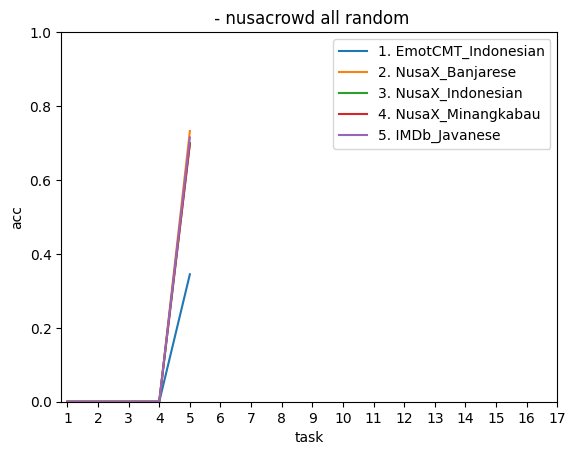 - nusacrowd all random
1.0
0.8
0.6
0.4
0.2
0.0
acc
1. EmotCMT_Indonesian
2. NusaX_Banjarese
3. NusaX_Indonesian
4. NusaX_Minangkabau
5. IMDb_Javanese
1 2 3 4 5 6 7 8 9 10 11 12 13 14 15 16 17
task